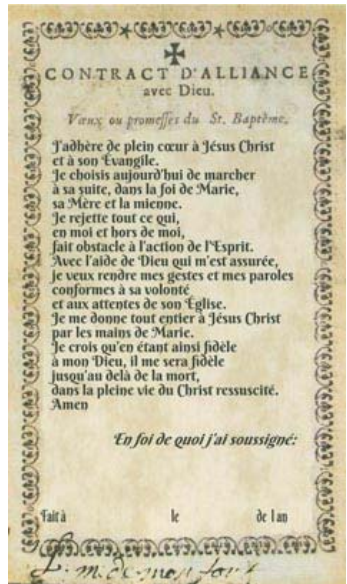 CONTRACT D'ALLIANCE
avec Dieu.
Vœux ou promesses du St. Baptême.
J'adhère de plein cœur à Jésus Christ
et à son Évangile.
Je choisis aujourd'hui de marcher
à sa suite, dans la foi de Marie,
sa Mère et la mienne.
Je rejette tout ce qui,
en moi et hors de moi,
fait obstacle à l'action de l'Esprit.
Avec l'aide de Dieu qui m'est assurée,
je veux rendre mes gestes et mes paroles
conformes à sa volonté
et aux attentes de son Église.
Je me donne tout entier à Jésus Christ
par les mains de Marie.
Je crois qu'en étant ainsi fidèle
à mon Dieu, il me sera fidèle
jusqu'au delà de la mort,
dans la pleine vie du Christ ressuscité.
Amen
En foi de quoi j'ai soussigné:
Fait à le de l an
L. m. de montfort